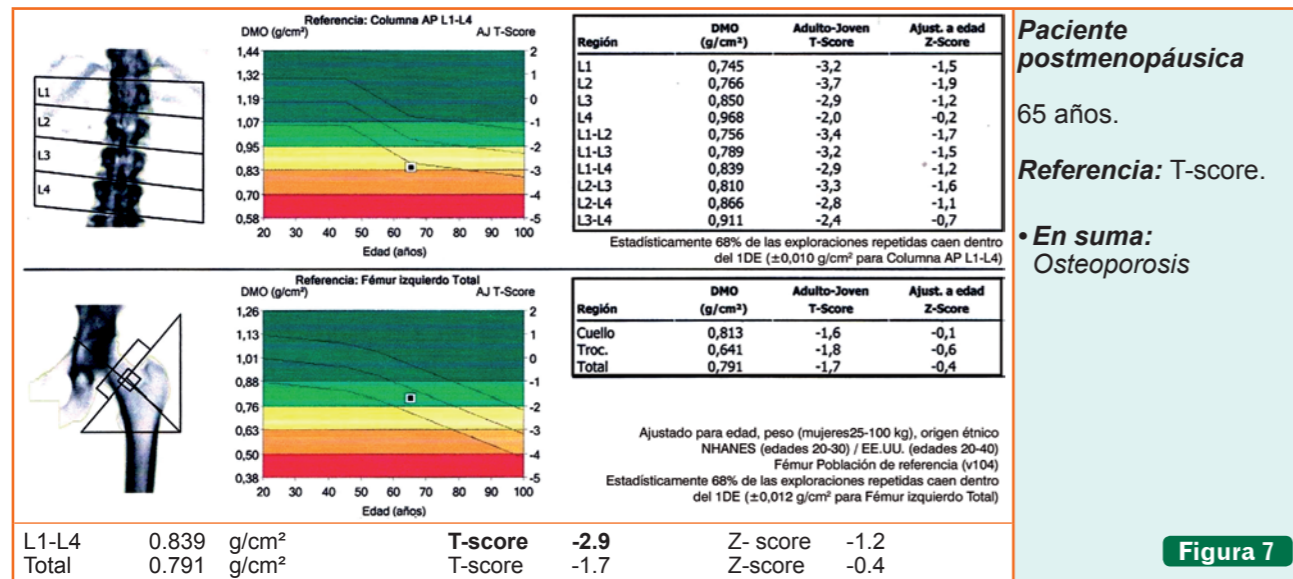 Referencia: Columna AP L1-L4
DMO (g/cm²) AJ T-Score
1,44 2
1,32 1
1,19 0
1,07 -1
0,95 -2
0,83 -3
0,70 -4
0,58 -5
20 30 40 50 60 70 80 90 100
Edad (años)
L1
L2
L3
L4
Región DMO (g/cm²) Adulto-Joven T-Score Ajust. a edad Z-Score
L1 0,745 -3,2 -1,5
L2 0,766 -3,7 -1,9
L3 0,850 -2,9 -1,2
L4 0,968 -2,0 -0,2
L1-L2 0,756 -3,4 -1,7
L1-L3 0,789 -3,2 -1,5
L1-L4 0,839 -2,9 -1,2
L2-L3 0,810 -3,3 -1,6
L2-L4 0,866 -2,8 -1,1
L3-L4 0,911 -2,4 -0,7
Estadísticamente 68% de las exploraciones repetidas caen dentro
del 1DE (±0,010 g/cm² para Columna AP L1-L4)
Referencia: Fémur izquierdo Total
DMO (g/cm²) AJ T-Score
1,26 2
1,13 1
1,01 0
0,88 -1
0,76 -2
0,63 -3
0,50 -4
0,38 -5
20 30 40 50 60 70 80 90 100
Edad (años)
Región DMO (g/cm²) Adulto-Joven T-Score Ajust. a edad Z-Score
Cuello 0,813 -1,6 -0,1
Troc. 0,641 -1,8 -0,6
Total 0,791 -1,7 -0,4
Ajustado para edad, peso (mujeres25-100 kg), origen étnico
NHANES (edades 20-30) / EE.UU. (edades 20-40)
Fémur Población de referencia (v104)
Estadísticamente 68% de las exploraciones repetidas caen dentro
del 1DE (±0,012 g/cm² para Fémur izquierdo Total)
L1-L4 0.839 g/cm² T-score -2.9 Z- score -1.2
Total 0.791 g/cm² T-score -1.7 Z-score -0.4
Paciente
postmenopáusica
65 años.
Referencia: T-score.
• En suma:
Osteoporosis
Figura 7